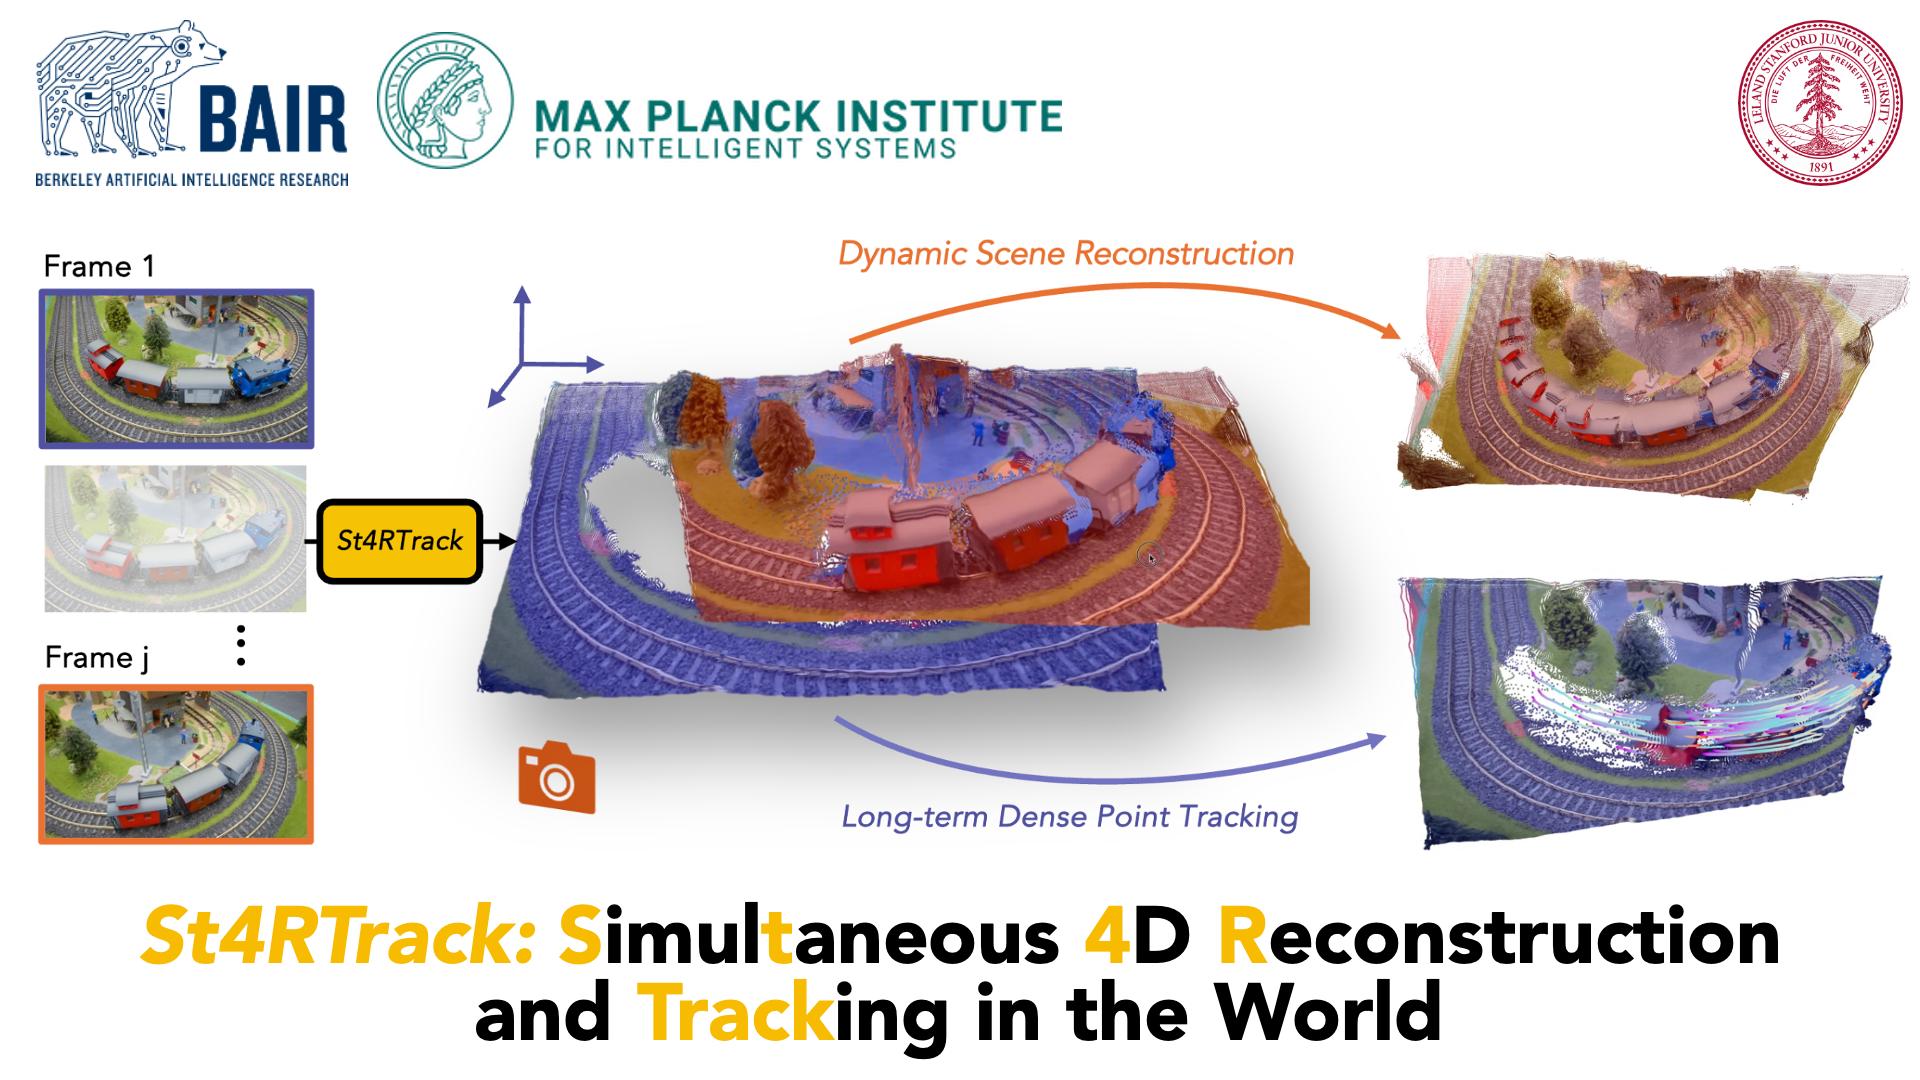 BAIR
BERKELEY ARTIFICIAL INTELLIGENCE RESEARCH
MAX PLANCK INSTITUTE
FOR INTELLIGENT SYSTEMS
LELAND STANFORD JUNIOR UNIVERSITY
DIE LUFT DER FREIHEIT WEHT
1891
Frame 1
Dynamic Scene Reconstruction
St4RTrack
Frame j
Long-term Dense Point Tracking
St4RTrack: Simultaneous 4D Reconstruction
and Tracking in the World